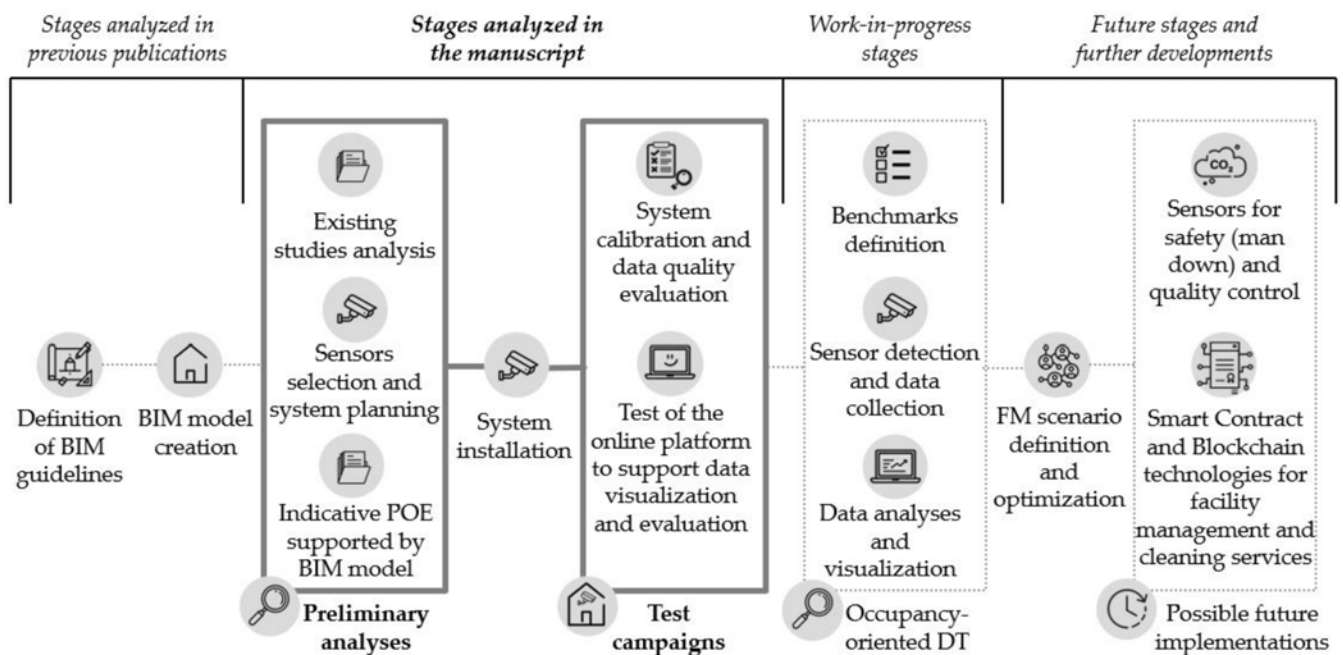 Stages analyzed in
previous publications
Stages analyzed in
the manuscript
Work-in-progress
stages
Future stages and
further developments
Definition
of BIM
guidelines
BIM model
creation
Existing
studies analysis
Sensors
selection and
system planning
Indicative POE
supported by
BIM model
Preliminary
analyses
System
installation
System
calibration and
data quality
evaluation
Test of the
online platform
to support data
visualization
and evaluation
Test
campaigns
Benchmarks
definition
Sensor detection
and data
collection
Data analyses
and
visualization
Occupancy-
oriented DT
FM scenario
definition
and
optimization
CO₂
Sensors for
safety (man
down) and
quality control
Smart Contract
and Blockchain
technologies for
facility
management and
cleaning services
Possible future
implementations